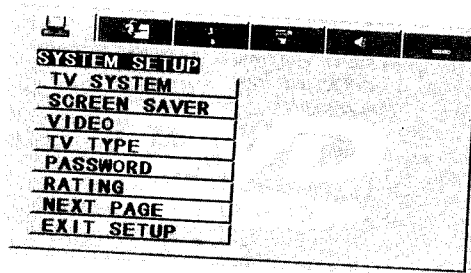 SYSTEM SETUP
TV SYSTEM
SCREEN SAVER
VIDEO
TV TYPE
PASSWORD
RATING
NEXT PAGE
EXIT SETUP